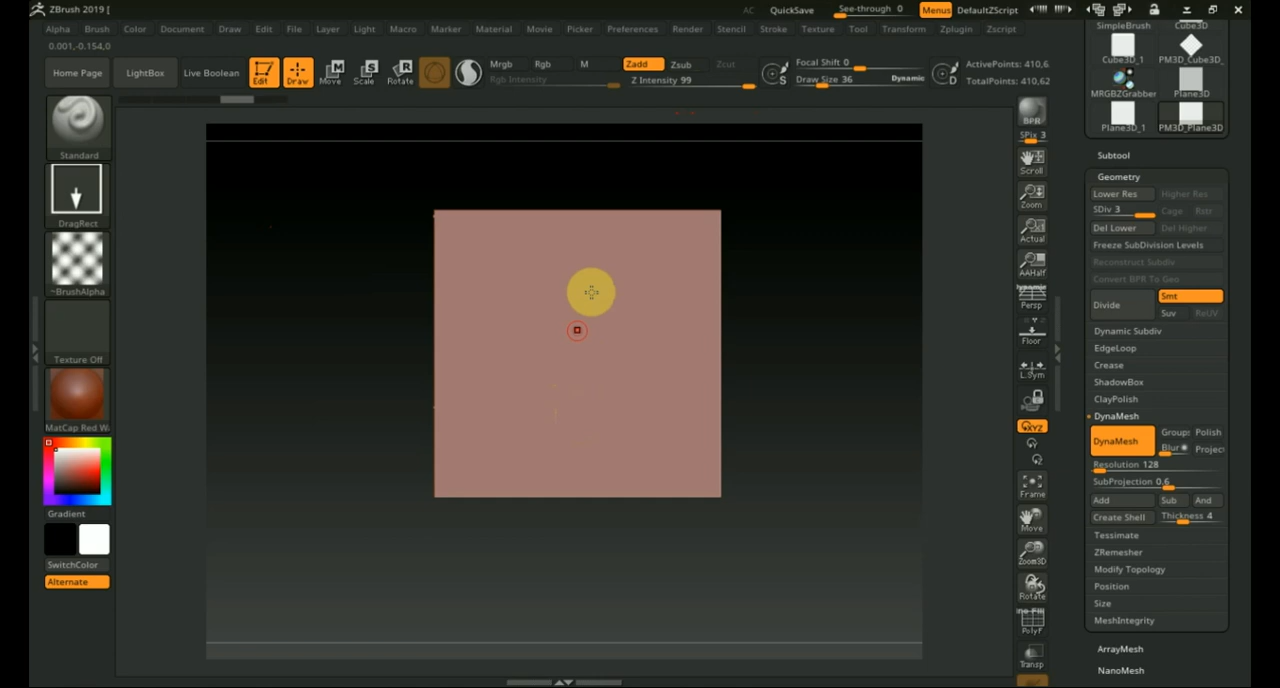 ZBrush 2019 [
AC QuickSave See-through 0 Menus DefaultZScript
Alpha Brush Color Document Draw Edit File Layer Light Macro Marker Material Movie Picker Preferences Render Stencil Stroke Texture Tool Transform Zplugin Zscript
0.001,-0.154,0
Home Page LightBox Live Boolean Edit Draw Move Scale Rotate
Mrgb Rgb M Zadd Zsub Zcut
Rgb Intensity Z Intensity 99
Focal Shift 0
Draw Size 36 Dynamic
ActivePoints: 410,6
TotalPoints: 410,62
Standard
DragRect
~BrushAlpha
Texture Off
MatCap Red W
Gradient
SwitchColor
Alternate
BPR
SPix 3
Scroll
Zoom
Actual
AAHalf
Persp
Floor
L.Sym
XYZ
Frame
Move
Zoom3D
Rotate
PolyF
Transp
SimpleBrush Cube3D
Cube3D_1 PM3D_Cube3D_
MRGBZGrabber Plane3D
Plane3D_1 PM3D_Plane3D
Subtool
Geometry
Lower Res Higher Res
SDiv 3 Cage Rstr
Del Lower Del Higher
Freeze SubDivision Levels
Reconstruct Subdiv
Convert BPR To Geo
Divide Smt
Suv ReUV
Dynamic Subdiv
EdgeLoop
Crease
ShadowBox
ClayPolish
DynaMesh
DynaMesh Group: Polish
Blur Projec
Resolution 128
SubProjection 0.6
Add Sub And
Create Shell Thickness 4
Tessimate
ZRemesher
Modify Topology
Position
Size
MeshIntegrity
ArrayMesh
NanoMesh